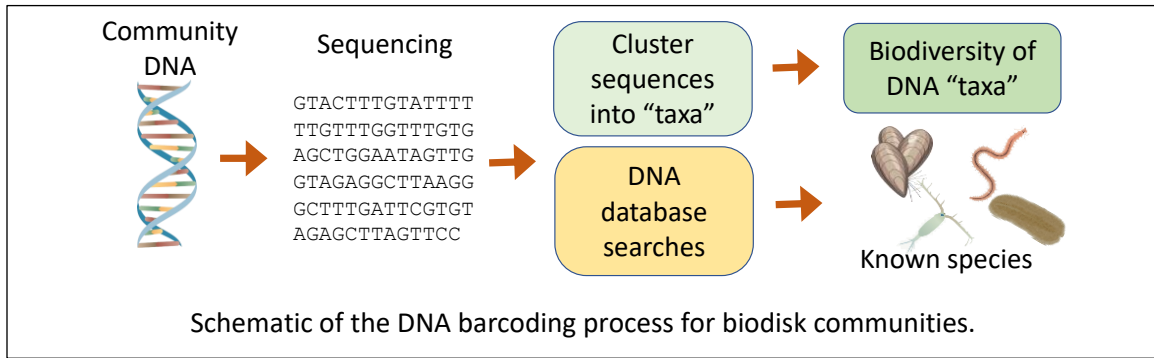 Community
DNA
Sequencing
GTACTTTGTATTTT
TTGTTTGGTTTGTG
AGCTGGAATAGTTG
GTAGAGGCTTAAGG
GCTTTGATTCGTGT
AGAGCTTAGTTCC
Cluster
sequences
into “taxa”
Biodiversity of
DNA “taxa”
DNA
database
searches
Known species
Schematic of the DNA barcoding process for biodisk communities.